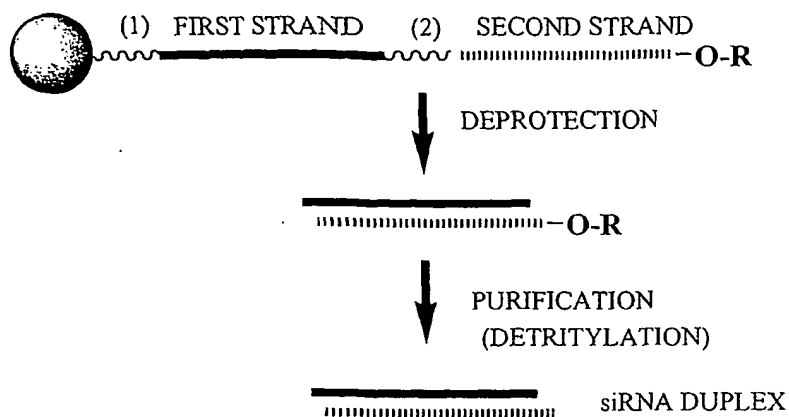 (1) FIRST STRAND (2) SECOND STRAND
O-R
DEPROTECTION
O-R
PURIFICATION
(DETRITYLATION)
siRNA DUPLEX